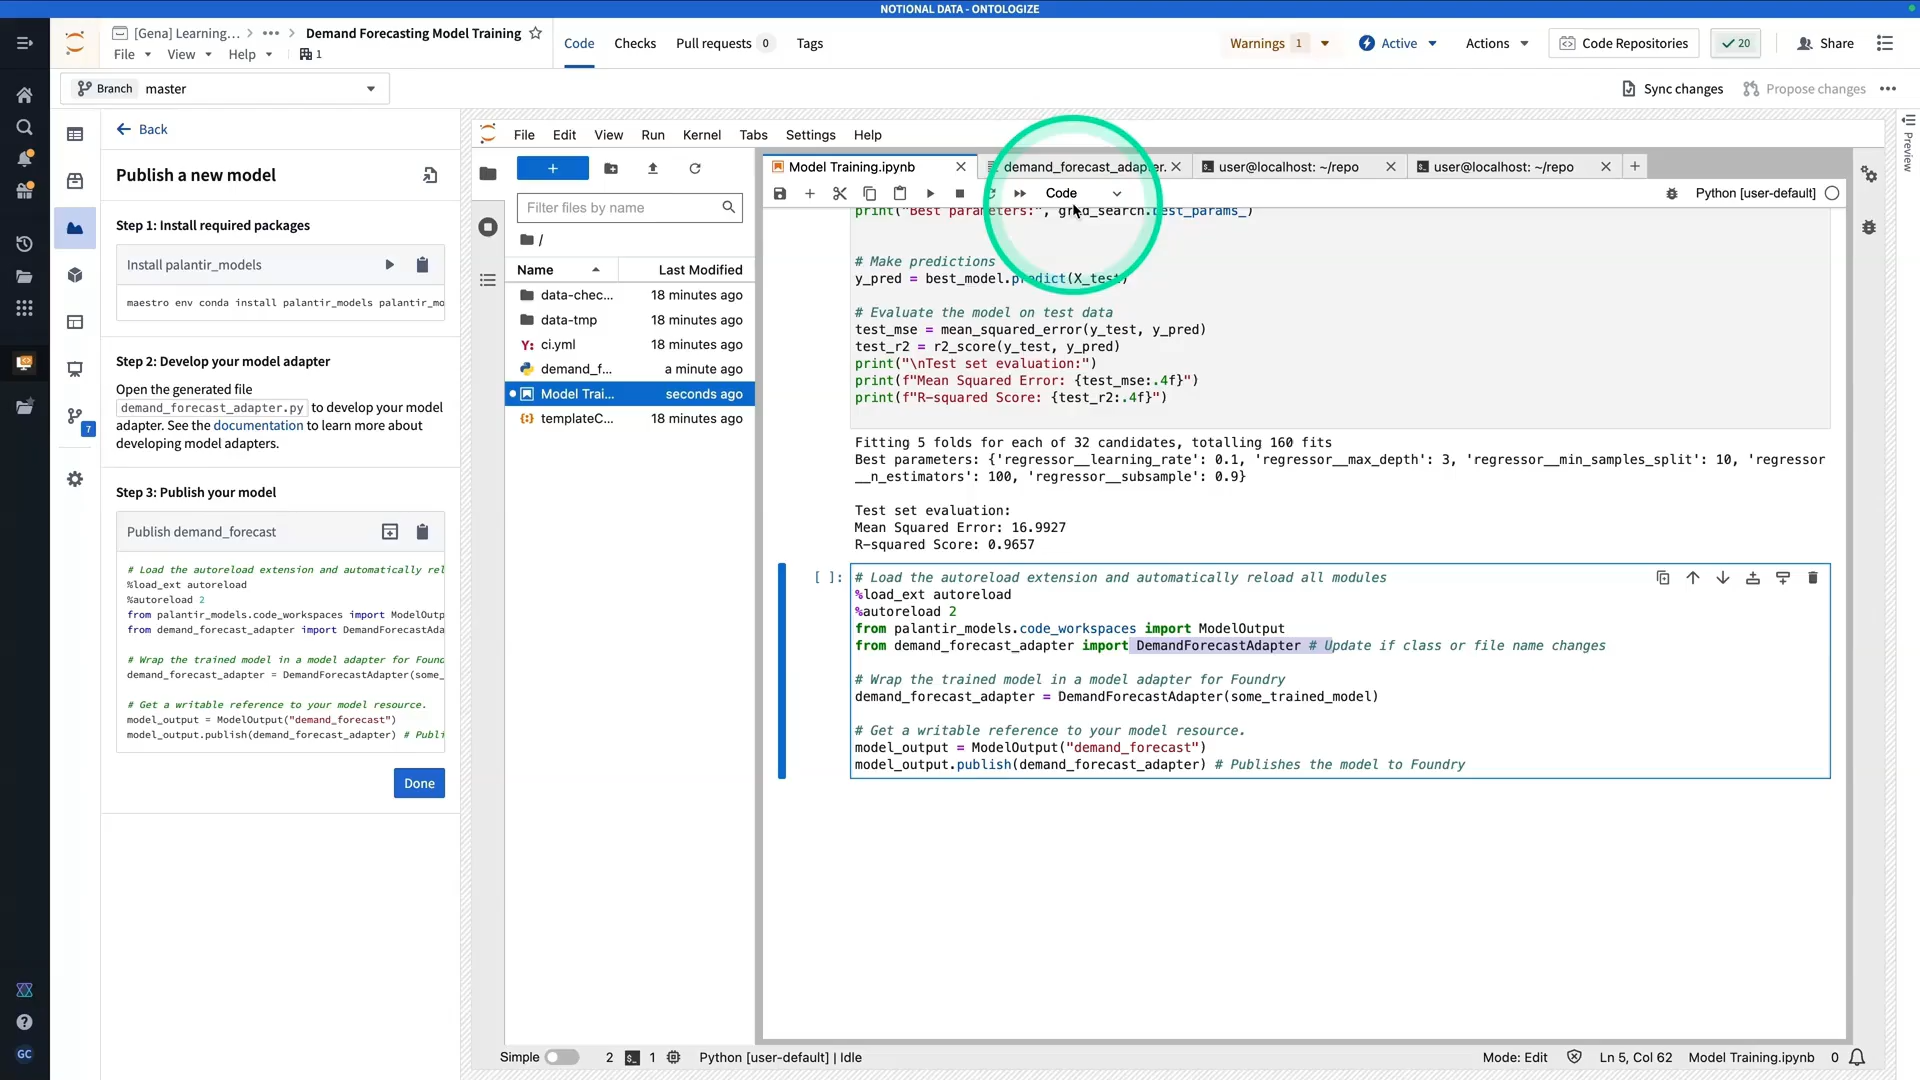 NOTIONAL DATA - ONTOLOGIZE
[Gena] Learning... > ••• > Demand Forecasting Model Training
File View Help 1
Code Checks Pull requests 0 Tags
Warnings 1 Active Actions Code Repositories 20 Share
Branch master
Sync changes Propose changes
Back
Publish a new model
Step 1: Install required packages
Install palantir_models
maestro env conda install palantir_models palantir_mo
Step 2: Develop your model adapter
Open the generated file
demand_forecast_adapter.py to develop your model
adapter. See the documentation to learn more about
developing model adapters.
Step 3: Publish your model
Publish demand_forecast
# Load the autoreload extension and automatically rel
%load_ext autoreload
%autoreload 2
from palantir_models.code_workspaces import ModelOutp
from demand_forecast_adapter import DemandForecastAda
# Wrap the trained model in a model adapter for Found
demand_forecast_adapter = DemandForecastAdapter(some_
# Get a writable reference to your model resource.
model_output = ModelOutput("demand_forecast")
model_output.publish(demand_forecast_adapter) # Publi
Done
7
GC
File Edit View Run Kernel Tabs Settings Help
Filter files by name
/
Name Last Modified
data-chec... 18 minutes ago
data-tmp 18 minutes ago
Y: ci.yml 18 minutes ago
demand_f... a minute ago
Model Trai... seconds ago
templateC... 18 minutes ago
Model Training.ipynb demand_forecast_adapter. user@localhost: ~/repo user@localhost: ~/repo
Code Python [user-default]
print("Best parameters:", grid_search.best_params_)
# Make predictions
y_pred = best_model.predict(X_test)
# Evaluate the model on test data
test_mse = mean_squared_error(y_test, y_pred)
test_r2 = r2_score(y_test, y_pred)
print("\nTest set evaluation:")
print(f"Mean Squared Error: {test_mse:.4f}")
print(f"R-squared Score: {test_r2:.4f}")
Fitting 5 folds for each of 32 candidates, totalling 160 fits
Best parameters: {'regressor__learning_rate': 0.1, 'regressor__max_depth': 3, 'regressor__min_samples_split': 10, 'regressor
__n_estimators': 100, 'regressor__subsample': 0.9}
Test set evaluation:
Mean Squared Error: 16.9927
R-squared Score: 0.9657
[ ]: # Load the autoreload extension and automatically reload all modules
%load_ext autoreload
%autoreload 2
from palantir_models.code_workspaces import ModelOutput
from demand_forecast_adapter import DemandForecastAdapter # Update if class or file name changes
# Wrap the trained model in a model adapter for Foundry
demand_forecast_adapter = DemandForecastAdapter(some_trained_model)
# Get a writable reference to your model resource.
model_output = ModelOutput("demand_forecast")
model_output.publish(demand_forecast_adapter) # Publishes the model to Foundry
Preview
Simple 2 1 Python [user-default] | Idle
Mode: Edit Ln 5, Col 62 Model Training.ipynb 0